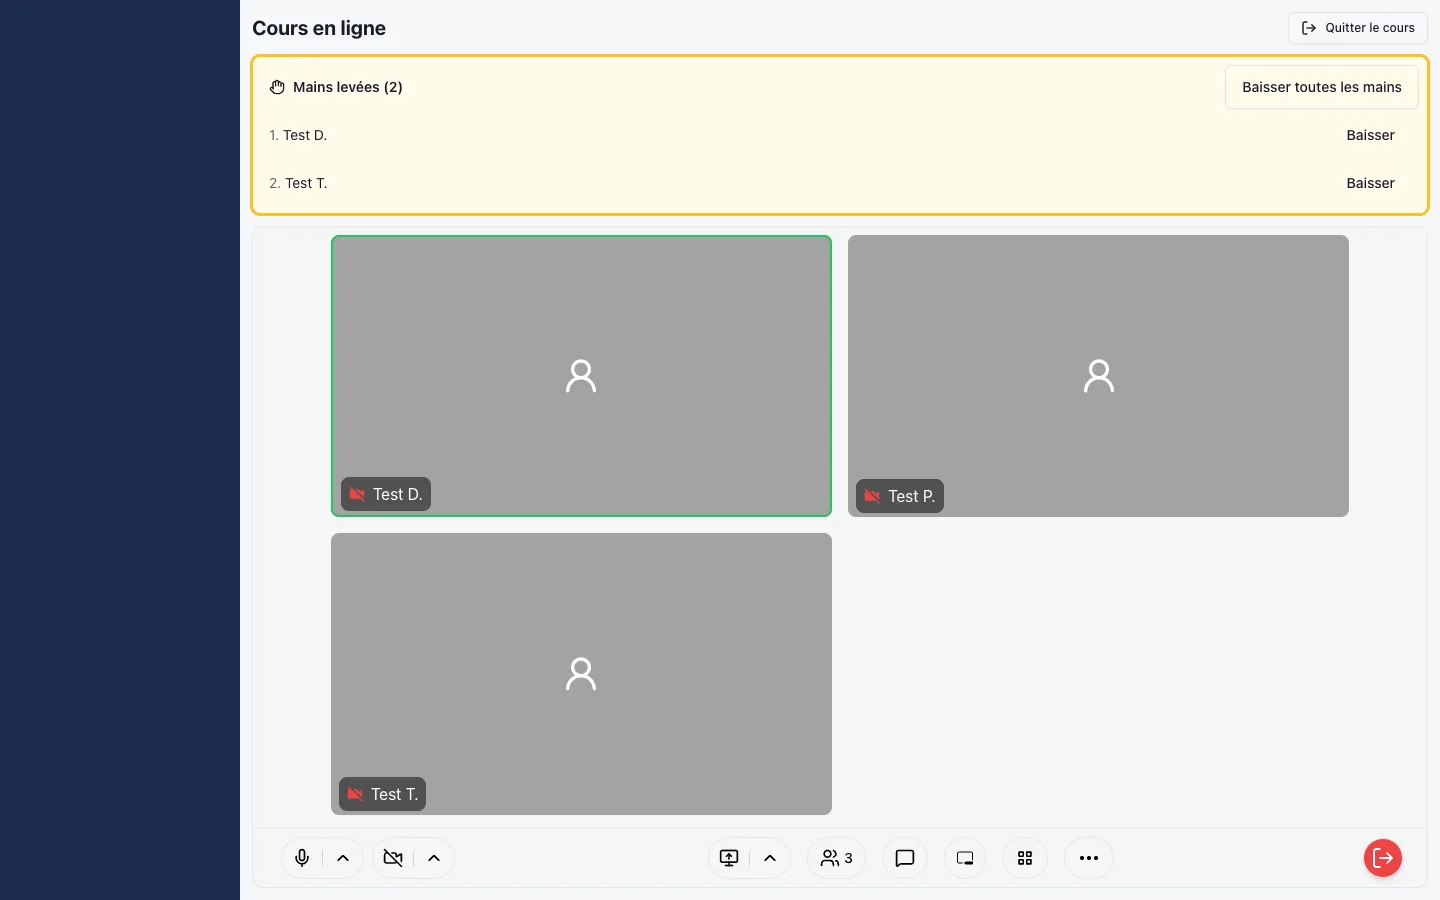 Cours en ligne
Quitter le cours
Mains levées (2)
Baisser toutes les mains
1. Test D.
Baisser
2. Test T.
Baisser
Test D.
Test P.
Test T.
3